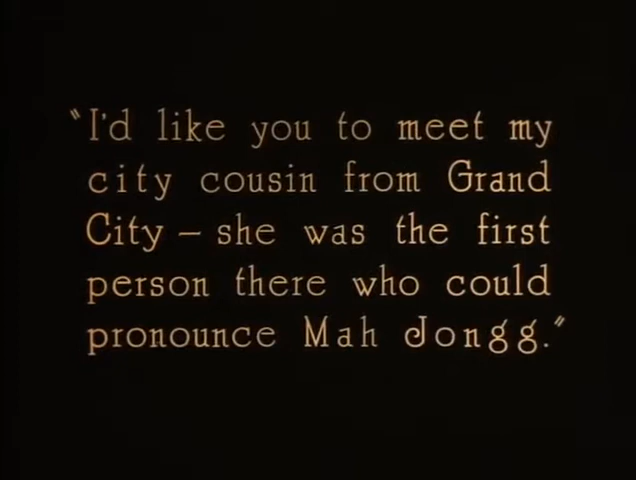 "I'd like you to meet my
city cousin from Grand
City – she was the first
person there who could
pronounce Mah Jongg."